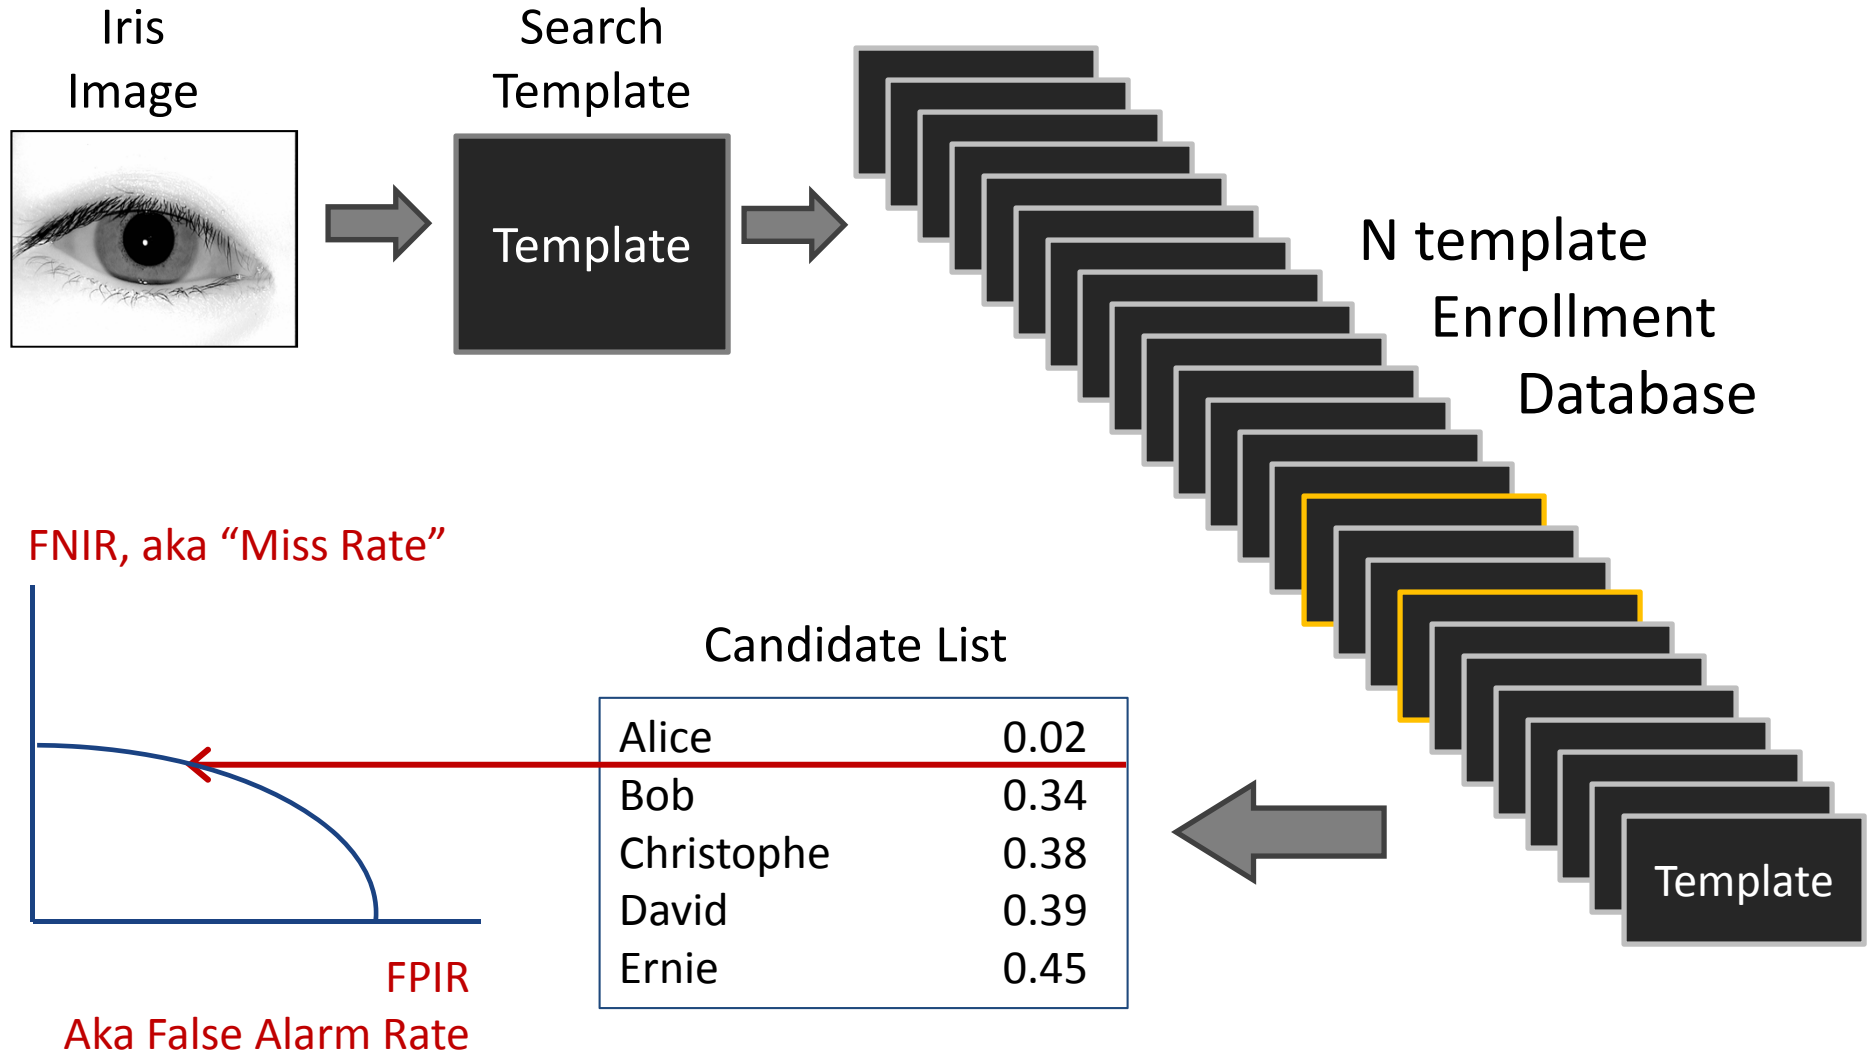 Iris
Image
Search
Template
Template
N template
Enrollment
Database
Template
Candidate List
Alice 0.02
Bob 0.34
Christophe 0.38
David 0.39
Ernie 0.45
FNIR, aka “Miss Rate”
FPIR
Aka False Alarm Rate